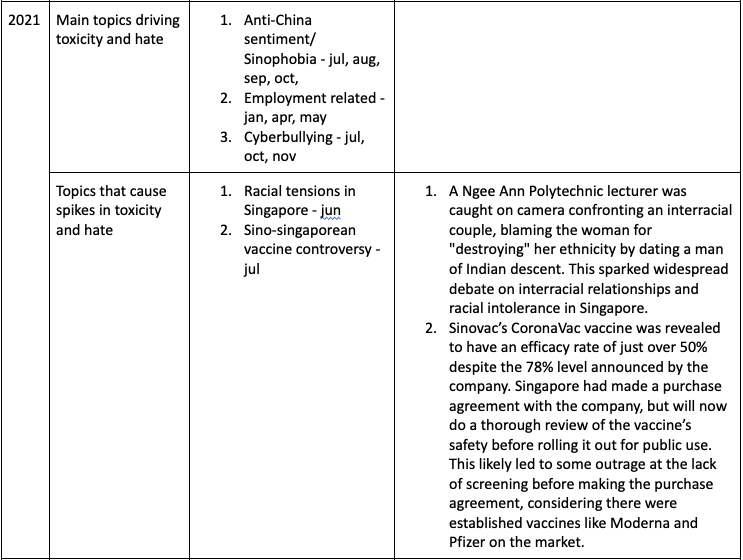 2021
Main topics driving
toxicity and hate
1. Anti-China
sentiment/
Sinophobia - jul, aug,
sep, oct,
2. Employment related -
jan, apr, may
3. Cyberbullying - jul,
oct, nov
Topics that cause
spikes in toxicity
and hate
1. Racial tensions in
Singapore - jun
2. Sino-singaporean
vaccine controversy -
jul
1. A Ngee Ann Polytechnic lecturer was
caught on camera confronting an interracial
couple, blaming the woman for
"destroying" her ethnicity by dating a man
of Indian descent. This sparked widespread
debate on interracial relationships and
racial intolerance in Singapore.
2. Sinovac’s CoronaVac vaccine was revealed
to have an efficacy rate of just over 50%
despite the 78% level announced by the
company. Singapore had made a purchase
agreement with the company, but will now
do a thorough review of the vaccine’s
safety before rolling it out for public use.
This likely led to some outrage at the lack
of screening before making the purchase
agreement, considering there were
established vaccines like Moderna and
Pfizer on the market.